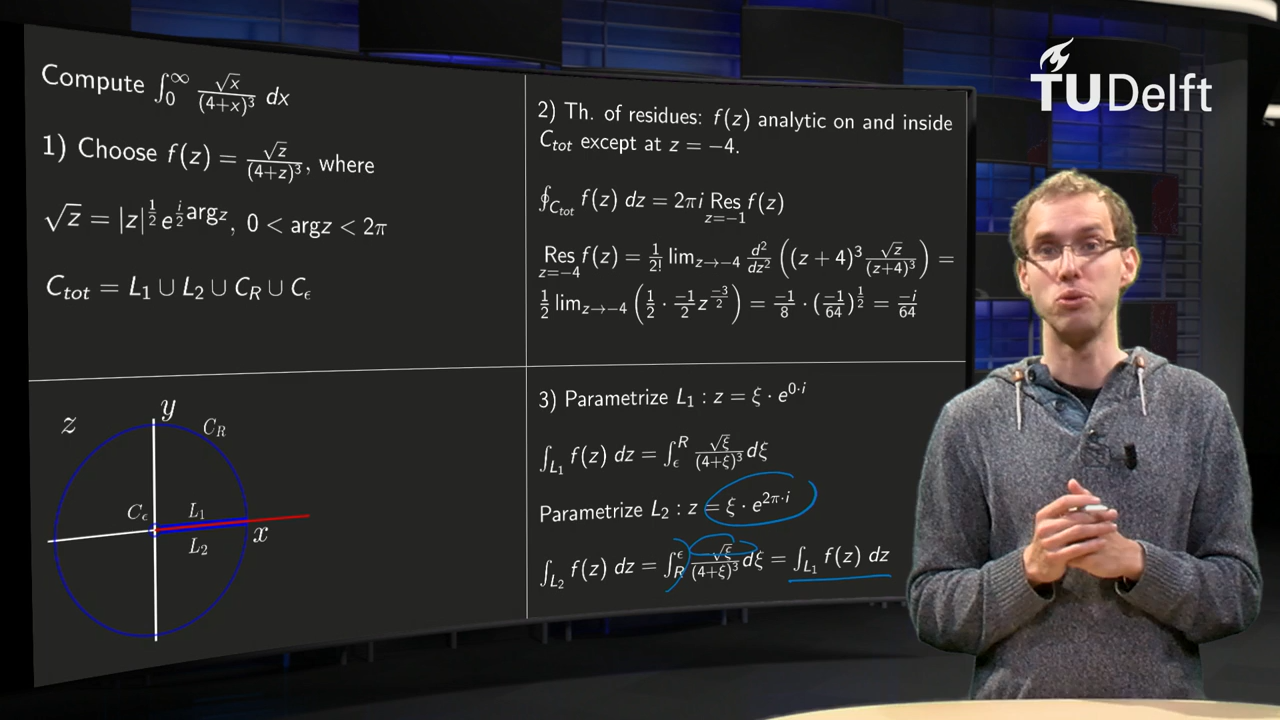 TUDelft
Compute ∫₀^∞ √x/(4+x)³ dx
1) Choose f(z) = √z/(4+z)³, where
√z = |z|^{1/2} e^{i/2 argz}, 0 < argz < 2π
C_tot = L₁ ∪ L₂ ∪ C_R ∪ C_ϵ
2) Th. of residues: f(z) analytic on and inside
C_tot except at z = −4.
∮_{C_tot} f(z) dz = 2πi Res_{z=−1} f(z)
Res_{z=−4} f(z) = 1/2! lim_{z→−4} d²/dz² ((z + 4)³ √z/(z+4)³) =
1/2 lim_{z→−4} (1/2 · −1/2 z^{−3/2}) = −1/8 · (−1/64)^{1/2} = −i/64
z
y
C_R
C_ϵ
L₁
L₂
x
3) Parametrize L₁ : z = ξ · e^{0·i}
∫_{L₁} f(z) dz = ∫_ϵ^R √ξ/(4+ξ)³ dξ
Parametrize L₂ : z = ξ · e^{2π·i}
∫_{L₂} f(z) dz = ∫_R^ϵ −√ξ/(4+ξ)³ dξ = ∫_{L₁} f(z) dz